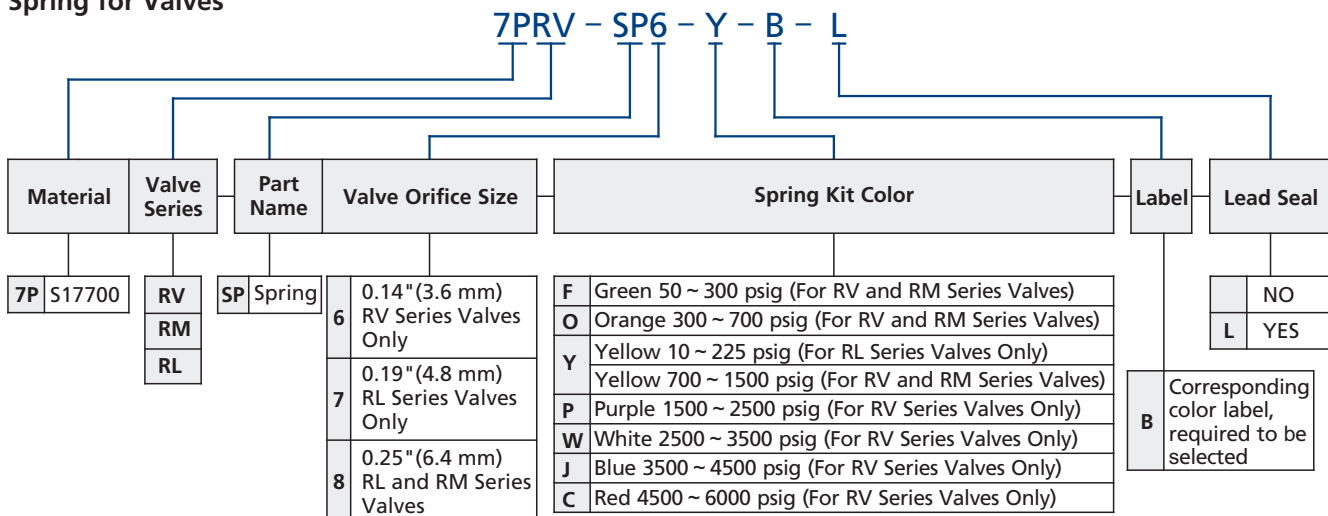 Spring for Valves
7PRV – SP6 – Y – B – L
Material
Valve
Series
Part
Name
Valve Orifice Size
Spring Kit Color
Label
Lead Seal
7P S17700
RV
RM
RL
SP Spring
6 0.14"(3.6 mm)
RV Series Valves
Only
7 0.19"(4.8 mm)
RL Series Valves
Only
8 0.25"(6.4 mm)
RL and RM Series
Valves
F Green 50 ~ 300 psig (For RV and RM Series Valves)
O Orange 300 ~ 700 psig (For RV and RM Series Valves)
Y Yellow 10 ~ 225 psig (For RL Series Valves Only)
Yellow 700 ~ 1500 psig (For RV and RM Series Valves)
P Purple 1500 ~ 2500 psig (For RV Series Valves Only)
W White 2500 ~ 3500 psig (For RV Series Valves Only)
J Blue 3500 ~ 4500 psig (For RV Series Valves Only)
C Red 4500 ~ 6000 psig (For RV Series Valves Only)
B Corresponding
color label,
required to be
selected
NO
L YES